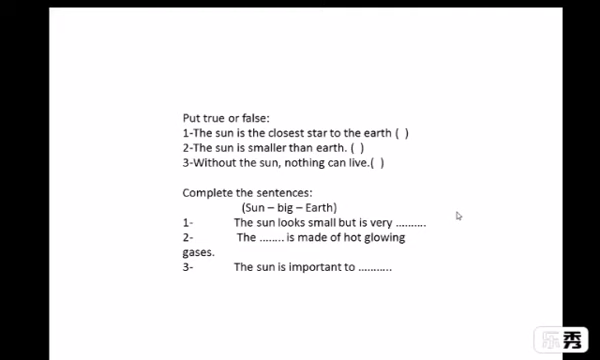 Put true or false:
1-The sun is the closest star to the earth ( )
2-The sun is smaller than earth. ( )
3-Without the sun, nothing can live.( )
Complete the sentences:
(Sun – big – Earth)
1- The sun looks small but is very ..........
2- The ........ is made of hot glowing
gases.
3- The sun is important to ...........
乐秀